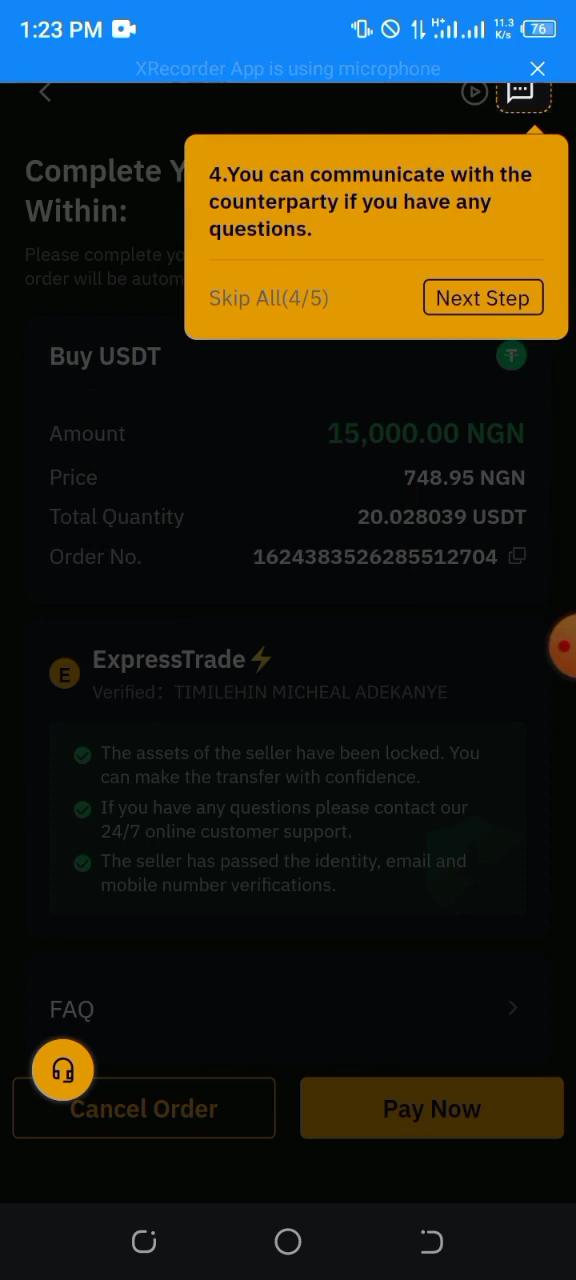 1:23 PM
H+
11.3
K/s
76
XRecorder App is using microphone
Complete Y
Within:
Please complete yo
order will be autom
4.You can communicate with the
counterparty if you have any
questions.
Skip All(4/5)
Next Step
Buy USDT
Amount
15,000.00 NGN
Price
748.95 NGN
Total Quantity
20.028039 USDT
Order No.
1624383526285512704
E
ExpressTrade⚡
Verified: TIMILEHIN MICHEAL ADEKANYE
The assets of the seller have been locked. You
can make the transfer with confidence.
If you have any questions please contact our
24/7 online customer support.
The seller has passed the identity, email and
mobile number verifications.
FAQ
Cancel Order
Pay Now